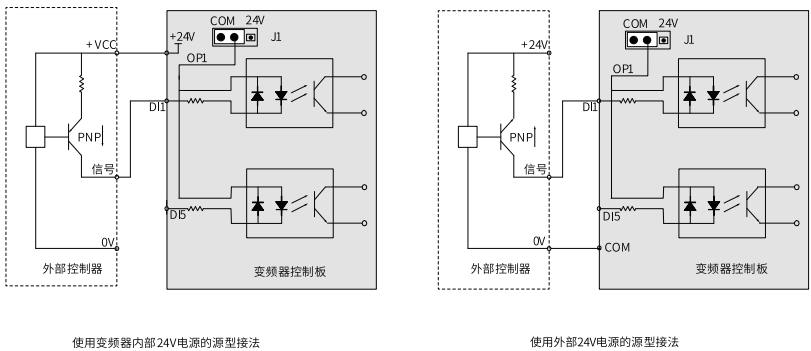 COM 24V
+24V
J1
+VCC
OP1
DI1
PNP
信号
DI5
0V
外部控制器
变频器控制板
使用变频器内部24V电源的源型接法
COM 24V
J1
+24V
OP1
DI1
PNP
信号
DI5
0V
COM
外部控制器
变频器控制板
使用外部24V电源的源型接法